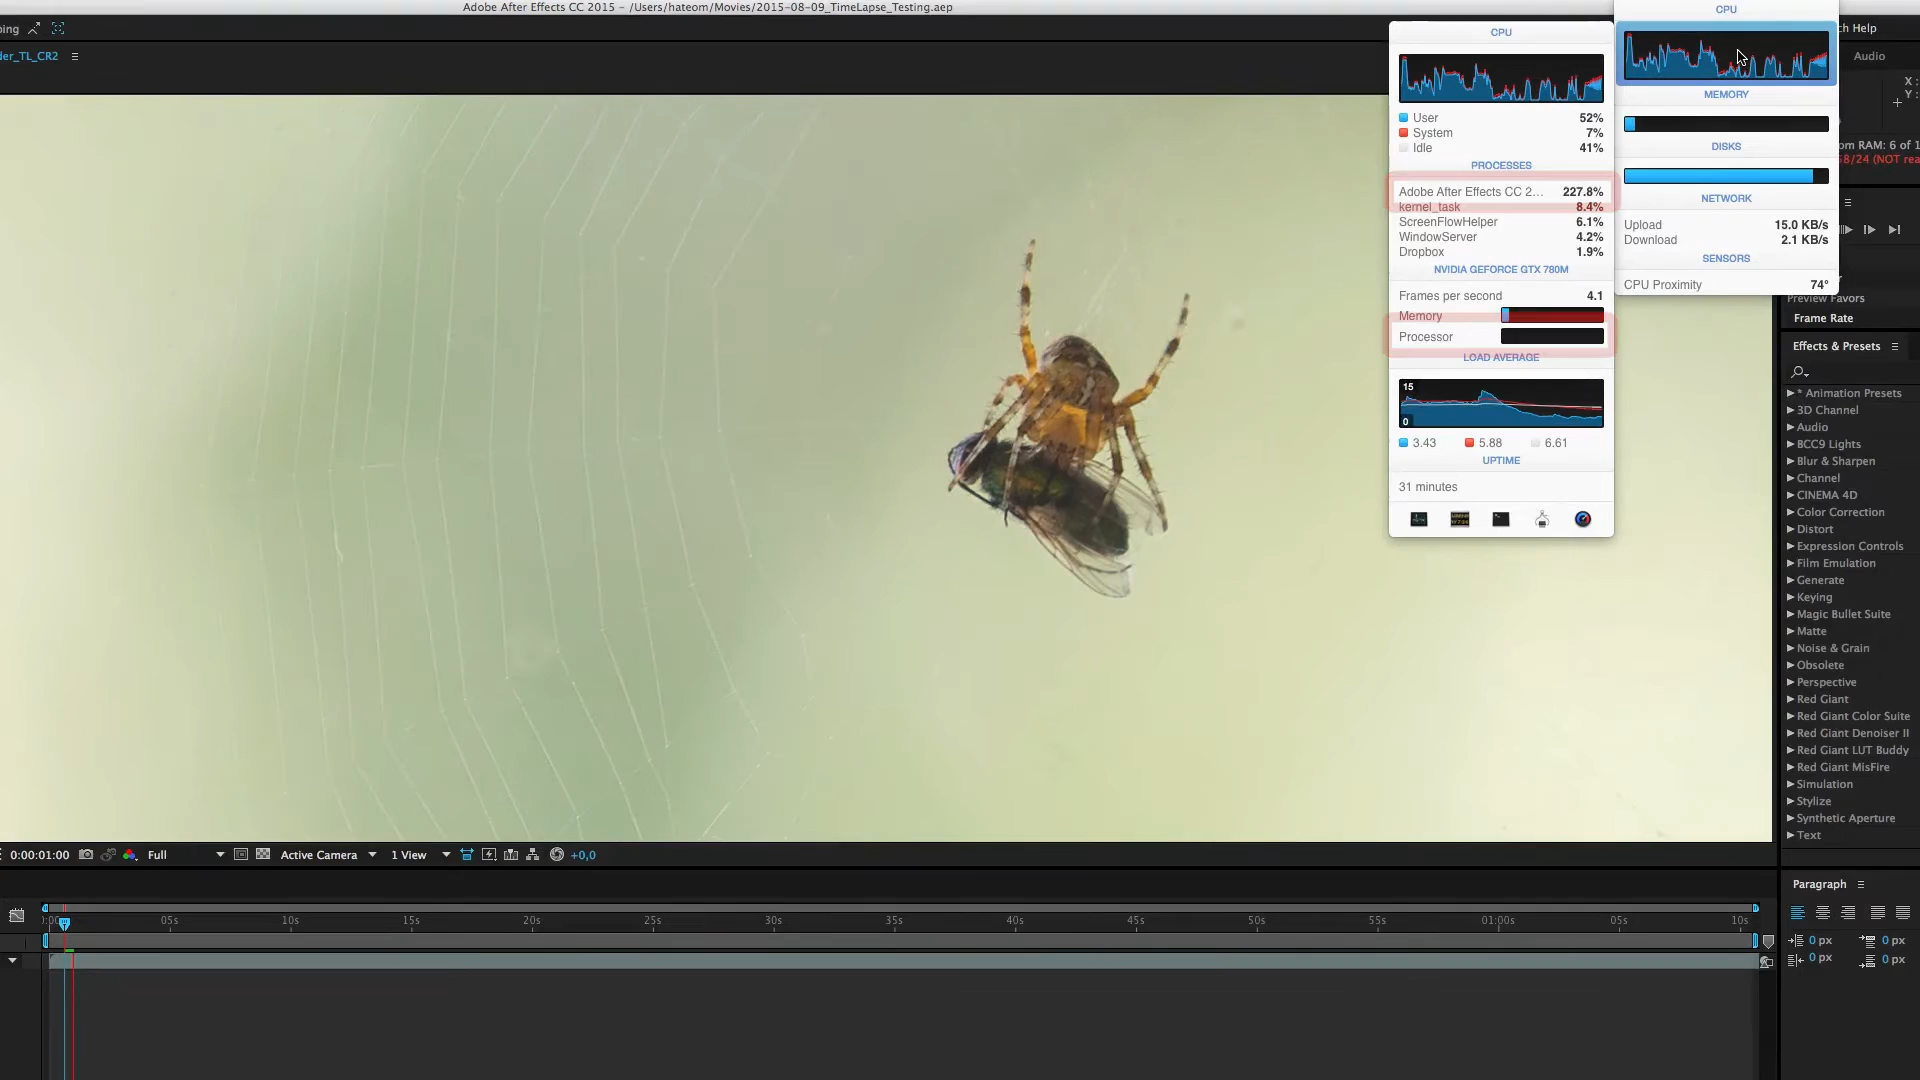 Adobe After Effects CC 2015 - /Users/hateom/Movies/2015-08-09_TimeLapse_Testing.aep
ping
der_TL_CR2
CPU
User 52%
System 7%
Idle 41%
PROCESSES
Adobe After Effects CC 2... 227.8%
kernel_task 8.4%
ScreenFlowHelper 6.1%
WindowServer 4.2%
Dropbox 1.9%
NVIDIA GEFORCE GTX 780M
Frames per second 4.1
Memory
Processor
LOAD AVERAGE
15
0
3.43 5.88 6.61
UPTIME
31 minutes
CPU
MEMORY
DISKS
NETWORK
Upload 15.0 KB/s
Download 2.1 KB/s
SENSORS
CPU Proximity 74°
ch Help
Audio
X :
Y :
om RAM: 6 of 1
8/24 (NOT rea
Preview Favors
Frame Rate
Effects & Presets
* Animation Presets
3D Channel
Audio
BCC9 Lights
Blur & Sharpen
Channel
CINEMA 4D
Color Correction
Distort
Expression Controls
Film Emulation
Generate
Keying
Magic Bullet Suite
Matte
Noise & Grain
Obsolete
Perspective
Red Giant
Red Giant Color Suite
Red Giant Denoiser II
Red Giant LUT Buddy
Red Giant MisFire
Simulation
Stylize
Synthetic Aperture
Text
0:00:01:00 Full Active Camera 1 View +0,0
05s 10s 15s 20s 25s 30s 35s 40s 45s 50s 55s 01:00s 05s 10s
Paragraph
0 px 0 px
0 px 0 px